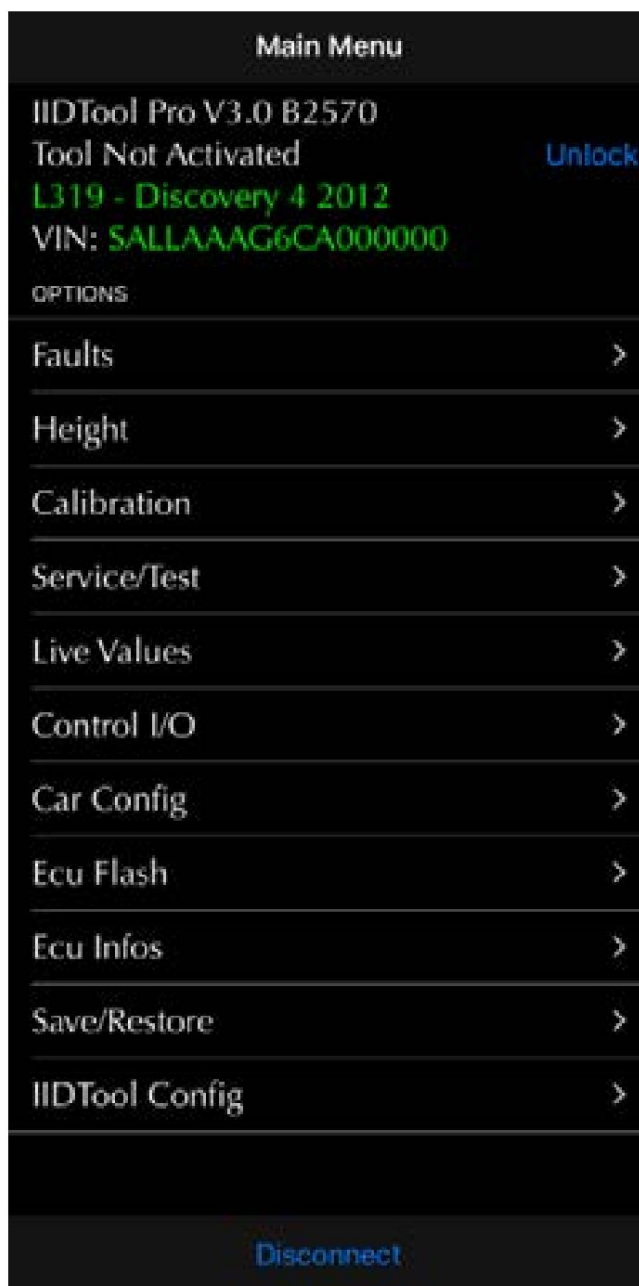 Main Menu
IIDTool Pro V3.0 B2570
Tool Not Activated Unlock
L319 - Discovery 4 2012
VIN: SALLAAAG6CA000000
OPTIONS
Faults
Height
Calibration
Service/Test
Live Values
Control I/O
Car Config
Ecu Flash
Ecu Infos
Save/Restore
IIDTool Config
Disconnect